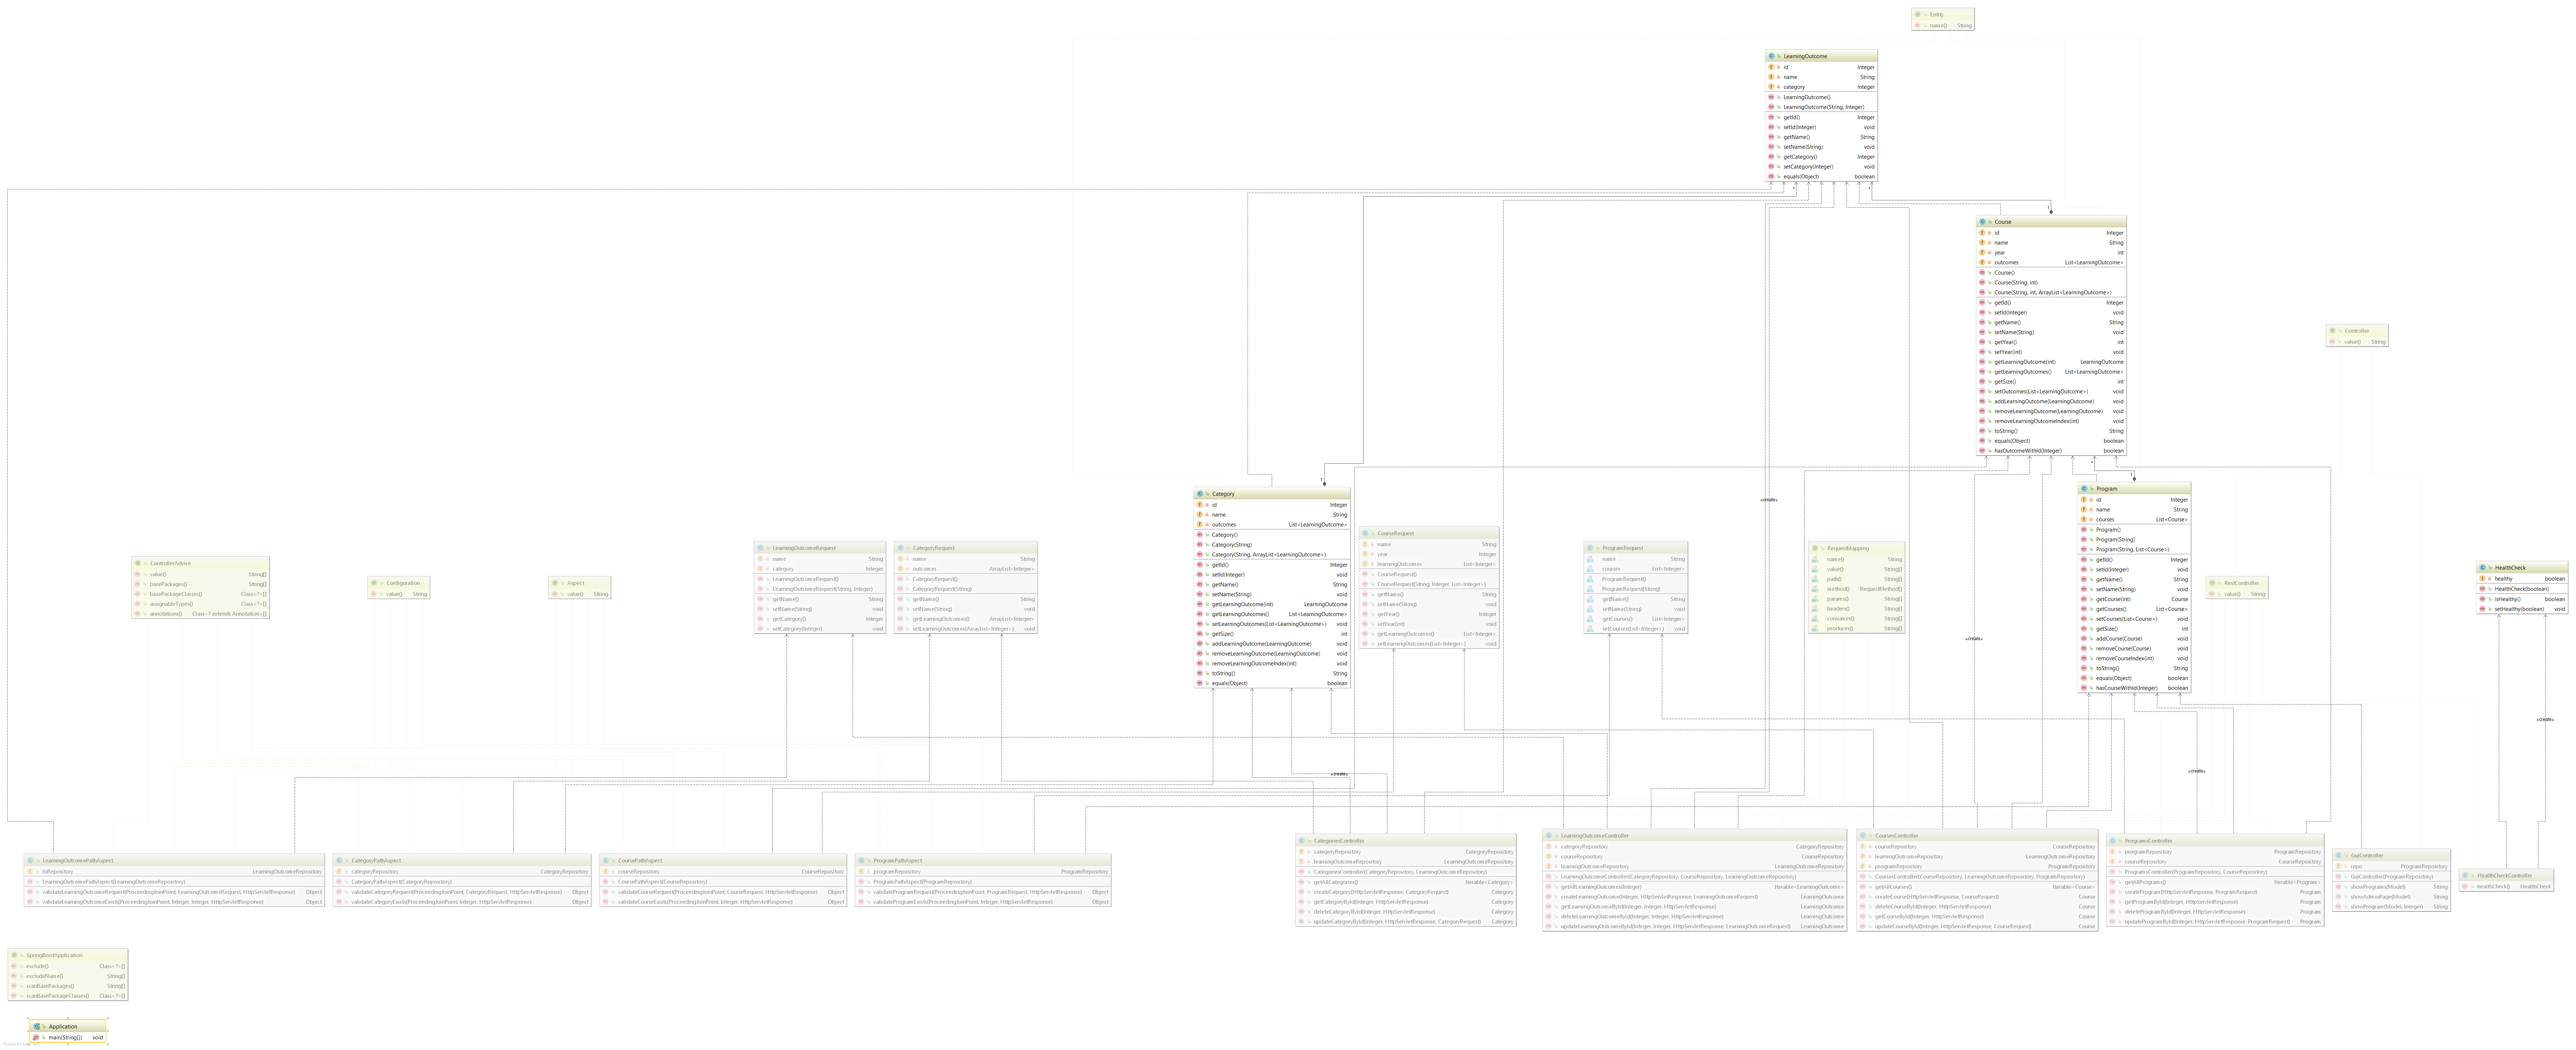 Entity
name() String
LearningOutcome
id Integer
name String
category Integer
LearningOutcome()
LearningOutcome(String, Integer)
getId() Integer
setId(Integer) void
getName() String
setName(String) void
getCategory() Integer
setCategory(Integer) void
equals(Object) boolean
*
*
1
Course
id Integer
name String
year int
outcomes List<LearningOutcome>
Course()
Course(String, int)
Course(String, int, ArrayList<LearningOutcome>)
getId() Integer
setId(Integer) void
getName() String
setName(String) void
getYear() int
setYear(int) void
getLearningOutcome(int) LearningOutcome
getLearningOutcomes() List<LearningOutcome>
getSize() int
setOutcomes(List<LearningOutcome>) void
addLearningOutcome(LearningOutcome) void
removeLearningOutcome(LearningOutcome) void
removeLearningOutcomeIndex(int) void
toString() String
equals(Object) boolean
hasOutcomeWithId(Integer) boolean
Controller
value() String
*
1
1
Category
id Integer
name String
outcomes List<LearningOutcome>
Category()
Category(String)
Category(String, ArrayList<LearningOutcome>)
getId() Integer
setId(Integer) void
getName() String
setName(String) void
getLearningOutcome(int) LearningOutcome
getLearningOutcomes() List<LearningOutcome>
setLearningOutcomes(List<LearningOutcome>) void
getSize() int
addLearningOutcome(LearningOutcome) void
removeLearningOutcome(LearningOutcome) void
removeLearningOutcomeIndex(int) void
toString() String
equals(Object) boolean
Program
id Integer
name String
courses List<Course>
Program()
Program(String)
Program(String, List<Course>)
getId() Integer
setId(Integer) void
getName() String
setName(String) void
getCourse(int) Course
getCourses() List<Course>
setCourses(List<Course>) void
getSize() int
addCourse(Course) void
removeCourse(Course) void
removeCourseIndex(int) void
toString() String
equals(Object) boolean
hasCourseWithId(Integer) boolean
«create»
CourseRequest
name String
year Integer
learningOutcomes List<Integer>
CourseRequest()
CourseRequest(String, Integer, List<Integer>)
getName() String
setName(String) void
getYear() Integer
setYear(int) void
getLearningOutcomes() List<Integer>
setLearningOutcomes(List<Integer>) void
LearningOutcomeRequest
name String
category Integer
LearningOutcomeRequest()
LearningOutcomeRequest(String, Integer)
getName() String
setName(String) void
getCategory() Integer
setCategory(Integer) void
CategoryRequest
name String
outcomes ArrayList<Integer>
CategoryRequest()
CategoryRequest(String)
getName() String
setName(String) void
getLearningOutcomes() ArrayList<Integer>
setLearningOutcomes(ArrayList<Integer>) void
ProgramRequest
name String
courses List<Integer>
ProgramRequest()
ProgramRequest(String)
getName() String
setName(String) void
getCourses() List<Integer>
setCourses(List<Integer>) void
RequestMapping
name() String
value() String[]
path() String[]
method() RequestMethod[]
params() String[]
headers() String[]
consumes() String[]
produces() String[]
ControllerAdvice
value() String[]
basePackages() String[]
basePackageClasses() Class<?>[]
assignableTypes() Class<?>[]
annotations() Class<? extends Annotation>[]
Configuration
value() String
Aspect
value() String
RestController
value() String
HealthCheck
healthy boolean
HealthCheck(boolean)
isHealthy() boolean
setHealthy(boolean) void
«create»
«create»
«create»
«create»
LearningOutcomePathAspect
loRepository LearningOutcomeRepository
LearningOutcomePathAspect(LearningOutcomeRepository)
validateLearningOutcomeRequest(ProceedingJoinPoint, LearningOutcomeRequest, HttpServletResponse) Object
validateLearningOutcomeExists(ProceedingJoinPoint, Integer, Integer, HttpServletResponse) Object
CategoryPathAspect
categoryRepository CategoryRepository
CategoryPathAspect(CategoryRepository)
validateCategoryRequest(ProceedingJoinPoint, CategoryRequest, HttpServletResponse) Object
validateCategoryExists(ProceedingJoinPoint, Integer, HttpServletResponse) Object
CoursePathAspect
courseRepository CourseRepository
CoursePathAspect(CourseRepository)
validateCourseRequest(ProceedingJoinPoint, CourseRequest, HttpServletResponse) Object
validateCourseExists(ProceedingJoinPoint, Integer, HttpServletResponse) Object
ProgramPathAspect
programRepository ProgramRepository
ProgramPathAspect(ProgramRepository)
validateProgramRequest(ProceedingJoinPoint, ProgramRequest, HttpServletResponse) Object
validateProgramExists(ProceedingJoinPoint, Integer, HttpServletResponse) Object
CategoriesController
categoryRepository CategoryRepository
learningOutcomeRepository LearningOutcomeRepository
CategoriesController(CategoryRepository, LearningOutcomeRepository)
getAllCategories() Iterable<Category>
createCategory(HttpServletResponse, CategoryRequest) Category
getCategoryById(Integer, HttpServletResponse) Category
deleteCategoryById(Integer, HttpServletResponse) Category
updateCategoryById(Integer, HttpServletResponse, CategoryRequest) Category
LearningOutcomeController
categoryRepository CategoryRepository
courseRepository CourseRepository
learningOutcomeRepository LearningOutcomeRepository
LearningOutcomeController(CategoryRepository, CourseRepository, LearningOutcomeRepository)
getAllLearningOutcomes(Integer) Iterable<LearningOutcome>
createLearningOutcome(Integer, HttpServletResponse, LearningOutcomeRequest) LearningOutcome
getLearningOutcomeById(Integer, Integer, HttpServletResponse) LearningOutcome
deleteLearningOutcomeById(Integer, Integer, HttpServletResponse) LearningOutcome
updateLearningOutcomeById(Integer, Integer, HttpServletResponse, LearningOutcomeRequest) LearningOutcome
CoursesController
courseRepository CourseRepository
learningOutcomeRepository LearningOutcomeRepository
programRepository ProgramRepository
CoursesController(CourseRepository, LearningOutcomeRepository, ProgramRepository)
getAllCourses() Iterable<Course>
createCourse(HttpServletResponse, CourseRequest) Course
deleteCourseById(Integer, HttpServletResponse) Course
getCourseById(Integer, HttpServletResponse) Course
updateCourseById(Integer, HttpServletResponse, CourseRequest) Course
ProgramsController
programRepository ProgramRepository
courseRepository CourseRepository
ProgramsController(ProgramRepository, CourseRepository)
getAllPrograms() Iterable<Program>
createProgram(HttpServletResponse, ProgramRequest) Program
getProgramById(Integer, HttpServletResponse) Program
deleteProgramById(Integer, HttpServletResponse) Program
updateProgramById(Integer, HttpServletResponse, ProgramRequest) Program
GuiController
repo ProgramRepository
GuiController(ProgramRepository)
showPrograms(Model) String
showAdminPage(Model) String
showProgram(Model, Integer) String
HealthCheckController
healthCheck() HealthCheck
SpringBootApplication
exclude() Class<?>[]
excludeName() String[]
scanBasePackages() String[]
scanBasePackageClasses() Class<?>[]
Application
main(String[]) void